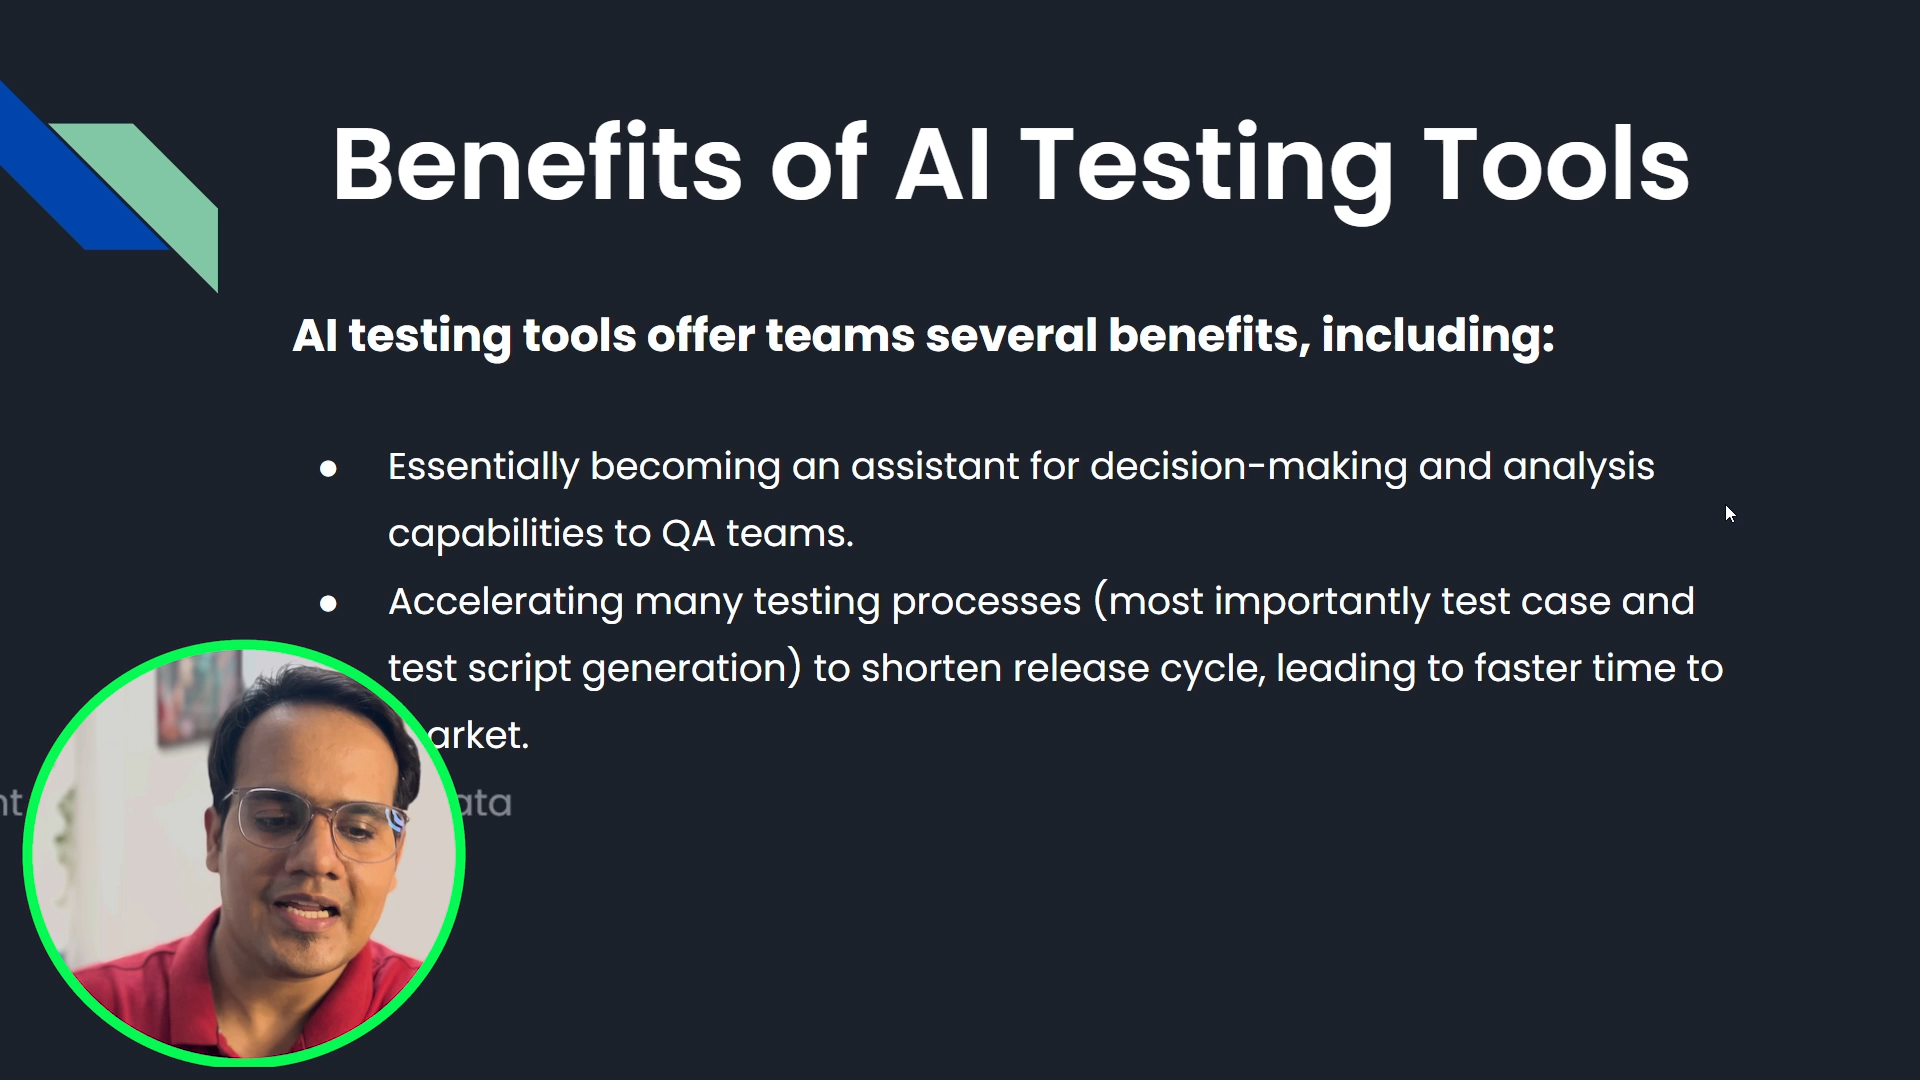 Benefits of AI Testing Tools
AI testing tools offer teams several benefits, including:
● Essentially becoming an assistant for decision-making and analysis
capabilities to QA teams.
● Accelerating many testing processes (most importantly test case and
test script generation) to shorten release cycle, leading to faster time to
arket.